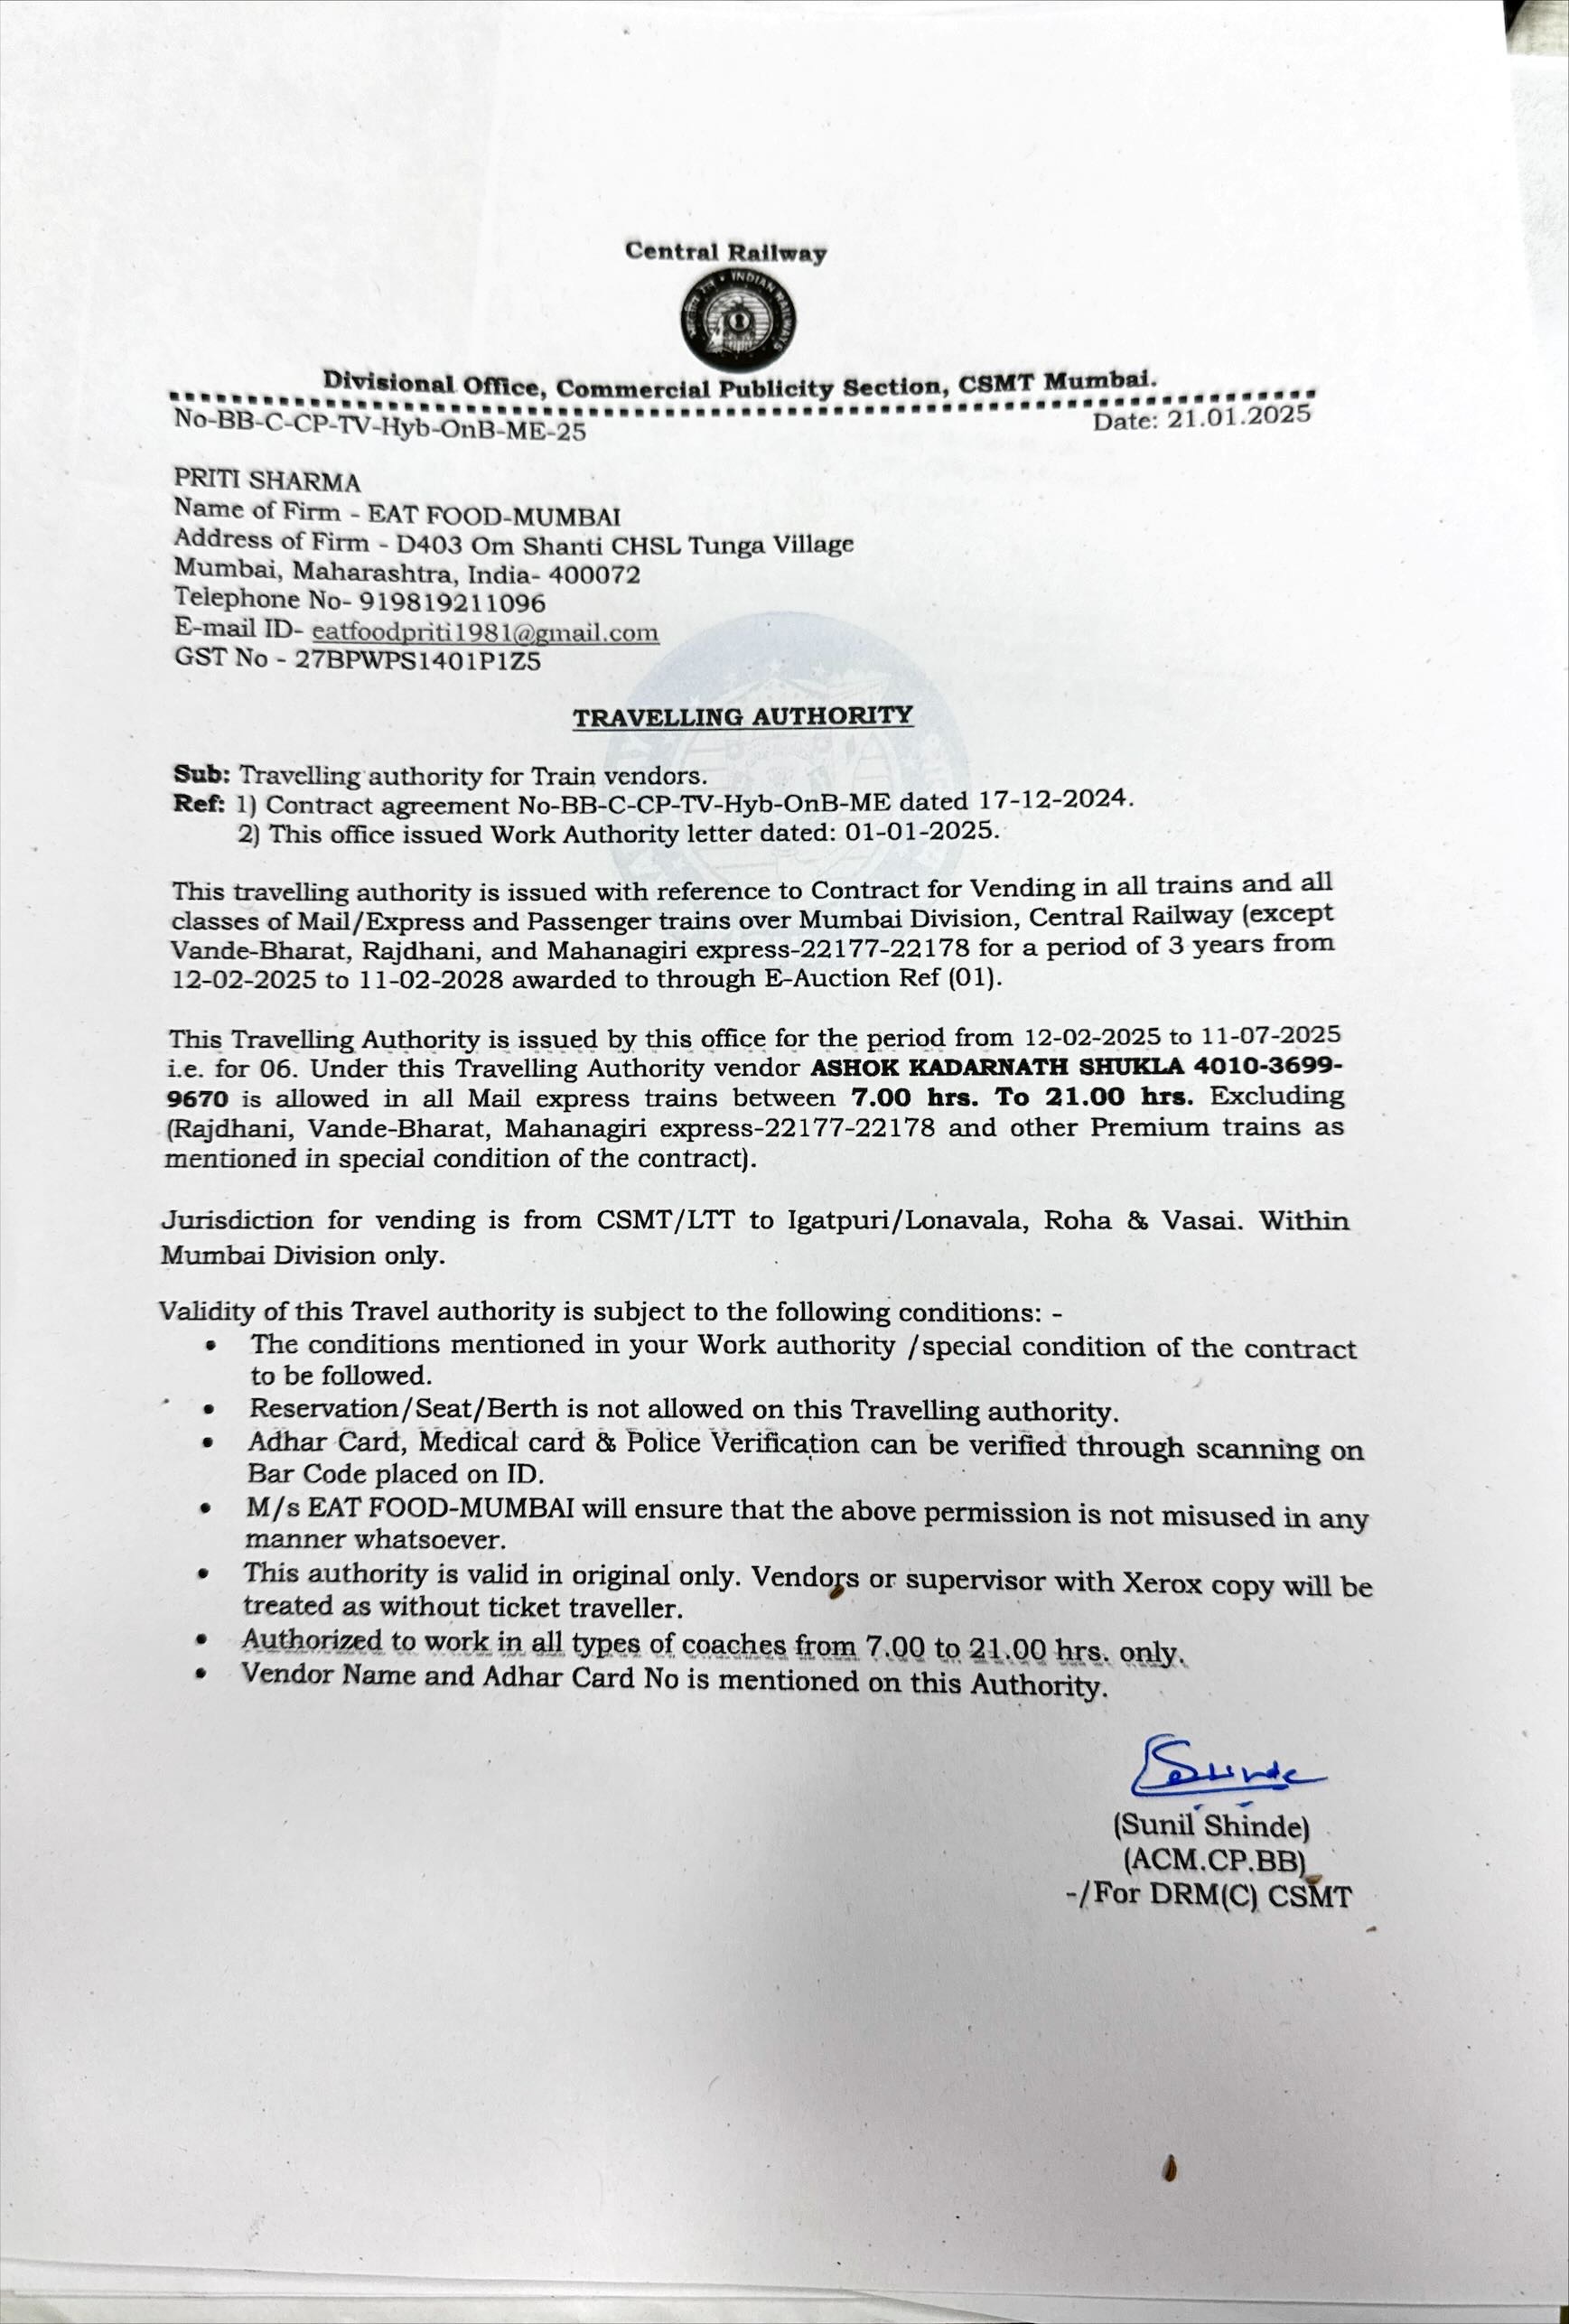 Central Railway
INDIAN RAILWAYS
Divisional Office, Commercial Publicity Section, CSMT Mumbai.
No-BB-C-CP-TV-Hyb-OnB-ME-25 Date: 21.01.2025
PRITI SHARMA
Name of Firm - EAT FOOD-MUMBAI
Address of Firm - D403 Om Shanti CHSL Tunga Village
Mumbai, Maharashtra, India- 400072
Telephone No- 919819211096
E-mail ID- eatfoodpriti1981@gmail.com
GST No - 27BPWPS1401P1Z5
TRAVELLING AUTHORITY
Sub: Travelling authority for Train vendors.
Ref: 1) Contract agreement No-BB-C-CP-TV-Hyb-OnB-ME dated 17-12-2024.
2) This office issued Work Authority letter dated: 01-01-2025.
This travelling authority is issued with reference to Contract for Vending in all trains and all
classes of Mail/Express and Passenger trains over Mumbai Division, Central Railway (except
Vande-Bharat, Rajdhani, and Mahanagiri express-22177-22178 for a period of 3 years from
12-02-2025 to 11-02-2028 awarded to through E-Auction Ref (01).
This Travelling Authority is issued by this office for the period from 12-02-2025 to 11-07-2025
i.e. for 06. Under this Travelling Authority vendor ASHOK KADARNATH SHUKLA 4010-3699-
9670 is allowed in all Mail express trains between 7.00 hrs. To 21.00 hrs. Excluding
(Rajdhani, Vande-Bharat, Mahanagiri express-22177-22178 and other Premium trains as
mentioned in special condition of the contract).
Jurisdiction for vending is from CSMT/LTT to Igatpuri/Lonavala, Roha & Vasai. Within
Mumbai Division only.
Validity of this Travel authority is subject to the following conditions: -
• The conditions mentioned in your Work authority /special condition of the contract
to be followed.
• Reservation/Seat/Berth is not allowed on this Travelling authority.
• Adhar Card, Medical card & Police Verification can be verified through scanning on
Bar Code placed on ID.
• M/s EAT FOOD-MUMBAI will ensure that the above permission is not misused in any
manner whatsoever.
• This authority is valid in original only. Vendors or supervisor with Xerox copy will be
treated as without ticket traveller.
• Authorized to work in all types of coaches from 7.00 to 21.00 hrs. only.
• Vendor Name and Adhar Card No is mentioned on this Authority.
Shinde
(Sunil Shinde)
(ACM.CP.BB)
-/For DRM(C) CSMT